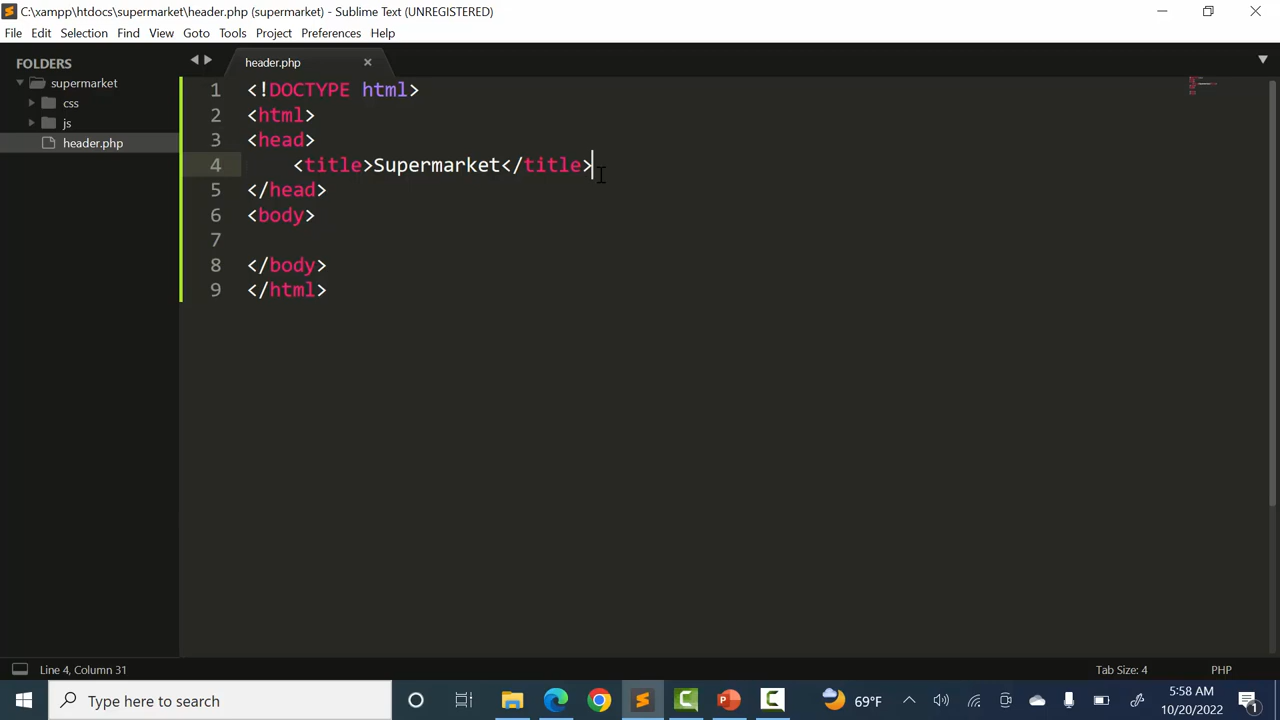 C:\xampp\htdocs\supermarket\header.php (supermarket) - Sublime Text (UNREGISTERED)
File Edit Selection Find View Goto Tools Project Preferences Help
FOLDERS
supermarket
css
js
header.php
header.php
1 <!DOCTYPE html>
2 <html>
3 <head>
4 <title>Supermarket</title>
5 </head>
6 <body>
7
8 </body>
9 </html>
Line 4, Column 31
Tab Size: 4
PHP
Type here to search
69°F
5:58 AM
10/20/2022
1